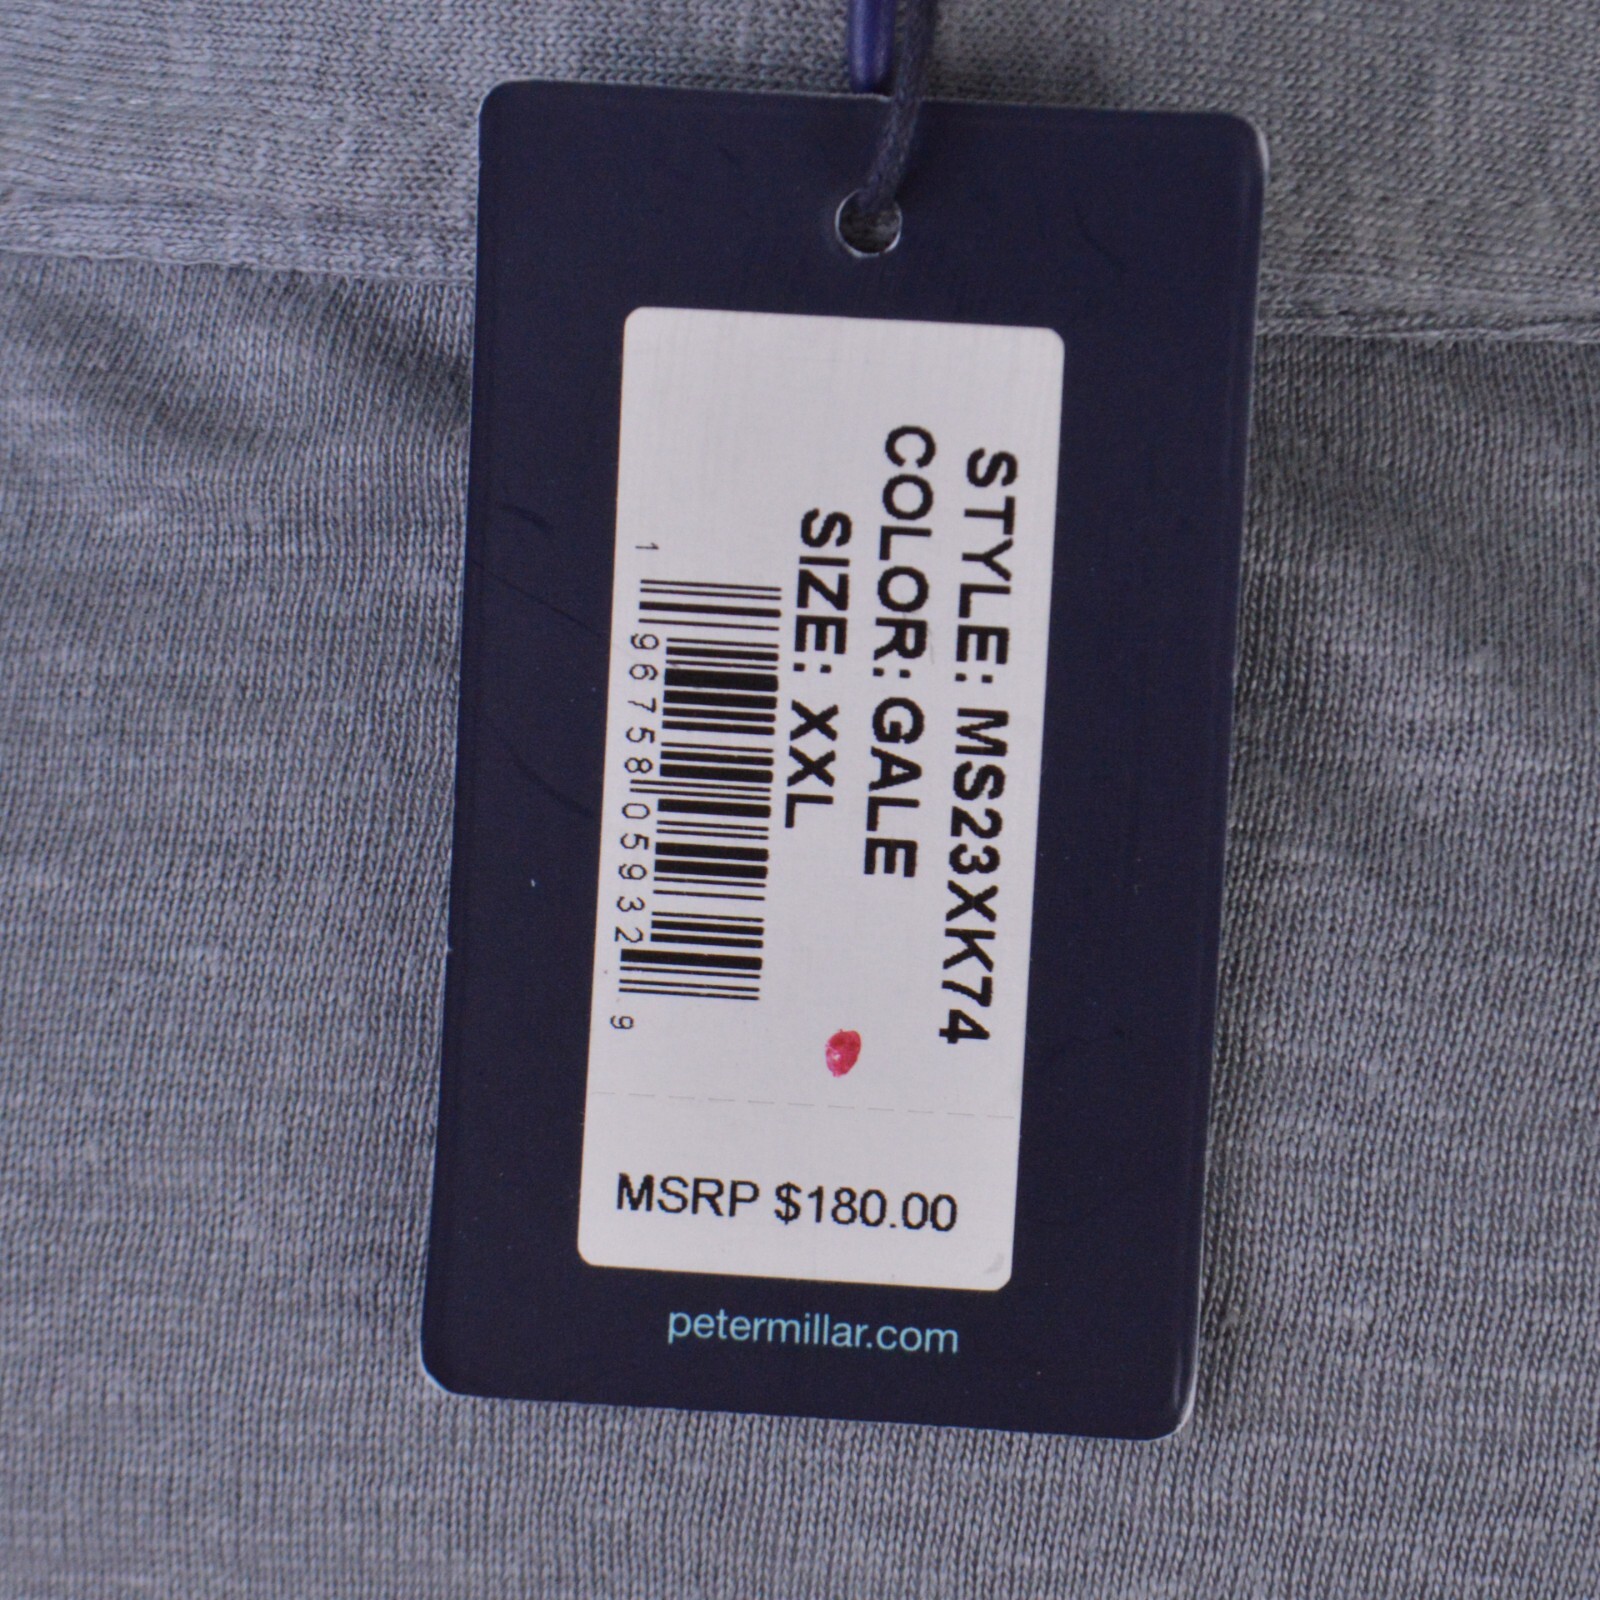 STYLE: MS23XK74
COLOR: GALE
SIZE: XXL
1 96758 05932 9
MSRP $180.00
petermillar.com